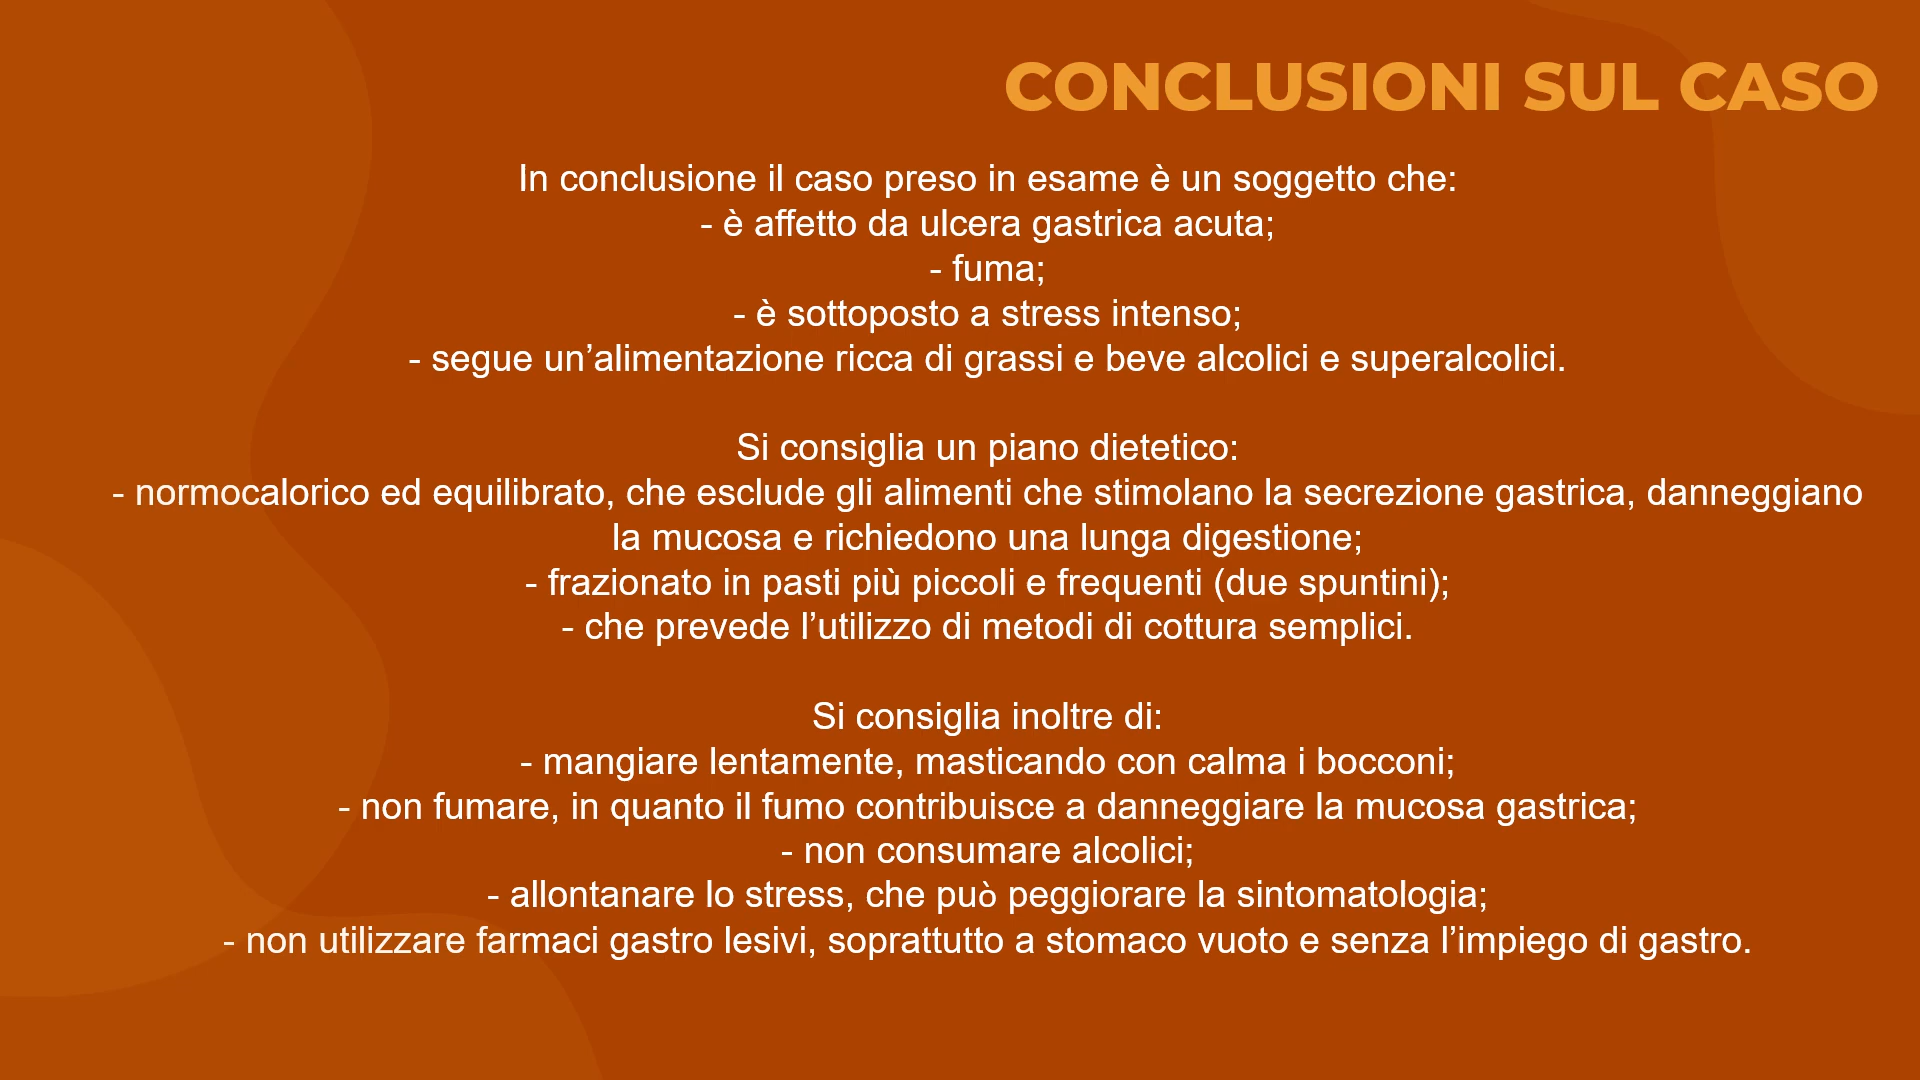 CONCLUSIONI SUL CASO
In conclusione il caso preso in esame è un soggetto che:
- è affetto da ulcera gastrica acuta;
- fuma;
- è sottoposto a stress intenso;
- segue un’alimentazione ricca di grassi e beve alcolici e superalcolici.
Si consiglia un piano dietetico:
- normocalorico ed equilibrato, che esclude gli alimenti che stimolano la secrezione gastrica, danneggiano
la mucosa e richiedono una lunga digestione;
- frazionato in pasti più piccoli e frequenti (due spuntini);
- che prevede l’utilizzo di metodi di cottura semplici.
Si consiglia inoltre di:
- mangiare lentamente, masticando con calma i bocconi;
- non fumare, in quanto il fumo contribuisce a danneggiare la mucosa gastrica;
- non consumare alcolici;
- allontanare lo stress, che può peggiorare la sintomatologia;
- non utilizzare farmaci gastro lesivi, soprattutto a stomaco vuoto e senza l’impiego di gastro.